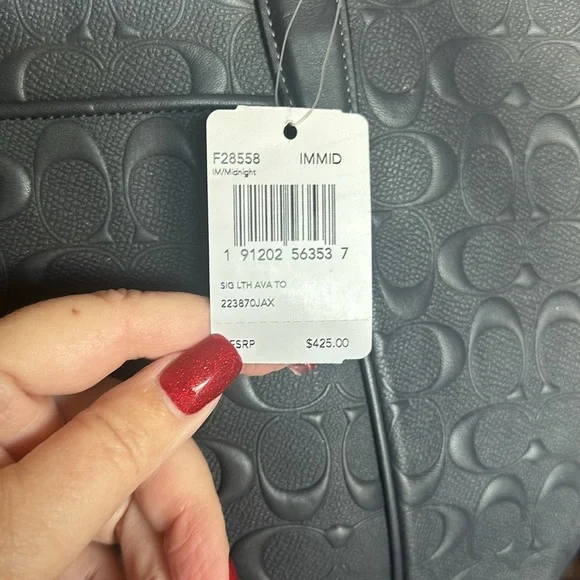 F28558 IMMID
IM/Midnight
1 91202 56353 7
SIG LTH AVA TO
223870JAX
$425.00